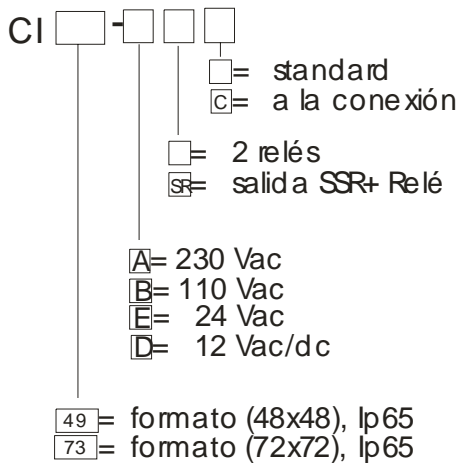 CI -
= standard
C = a la conexión
= 2 relés
SR = salida SSR+ Relé
A = 230 Vac
B = 110 Vac
E = 24 Vac
D = 12 Vac/dc
49 = formato (48x48), Ip65
73 = formato (72x72), Ip65